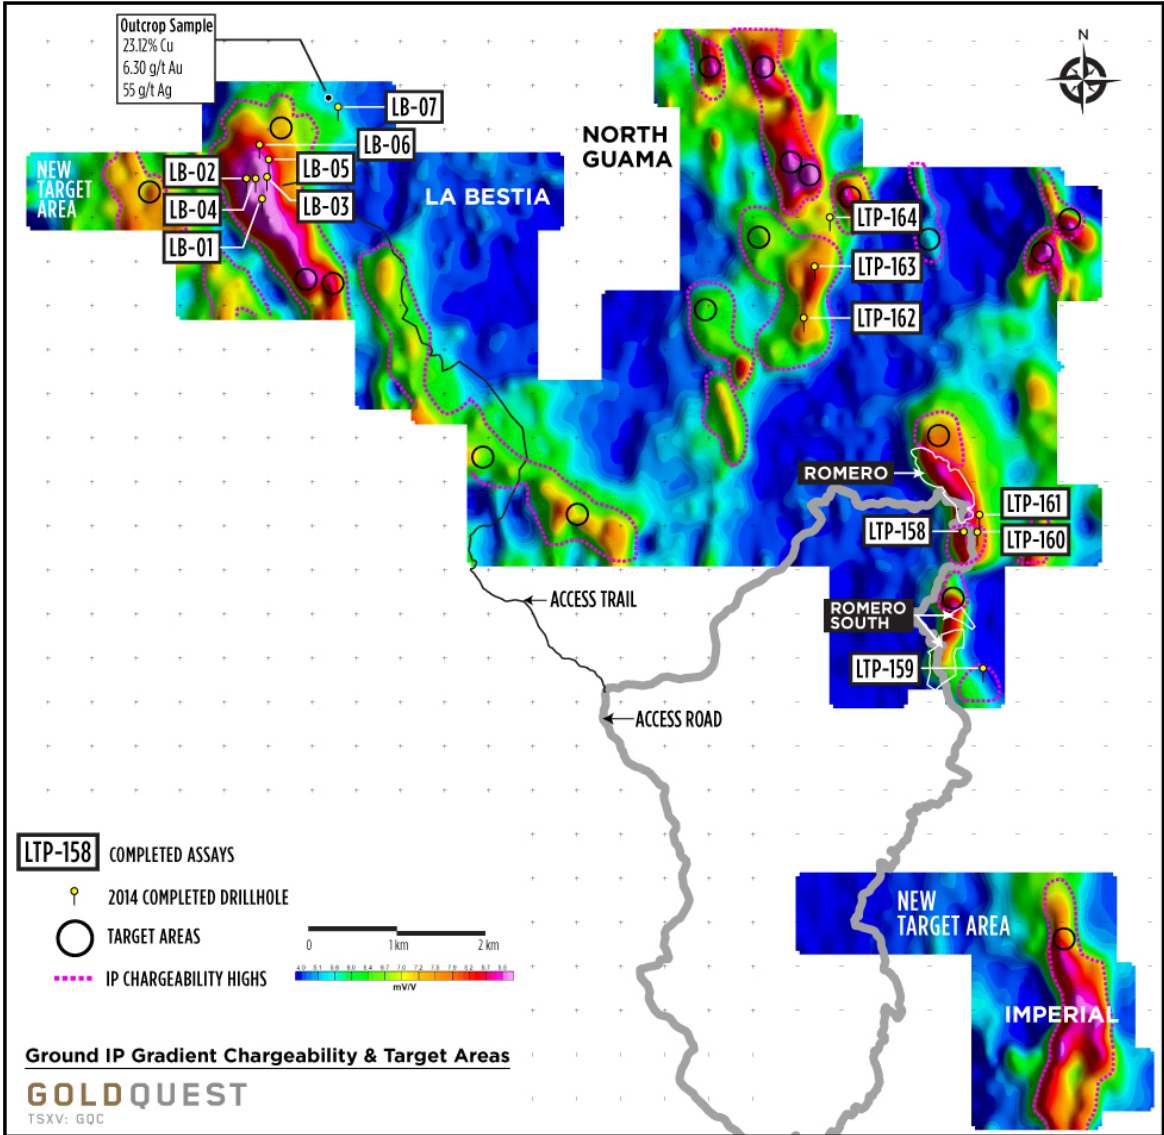 Outcrop Sample
23.12% Cu
6.30 g/t Au
55 g/t Ag
N
LB-07
LB-06
LB-05
LB-03
LB-02
LB-04
LB-01
NEW
TARGET
AREA
LA BESTIA
NORTH
GUAMA
LTP-164
LTP-163
LTP-162
ROMERO
LTP-161
LTP-158
LTP-160
ROMERO
SOUTH
LTP-159
ACCESS TRAIL
ACCESS ROAD
LTP-158 COMPLETED ASSAYS
2014 COMPLETED DRILLHOLE
TARGET AREAS
IP CHARGEABILITY HIGHS
0 1 km 2 km
mV/V
NEW
TARGET AREA
IMPERIAL
Ground IP Gradient Chargeability & Target Areas
GOLDQUEST
TSXV: GQC